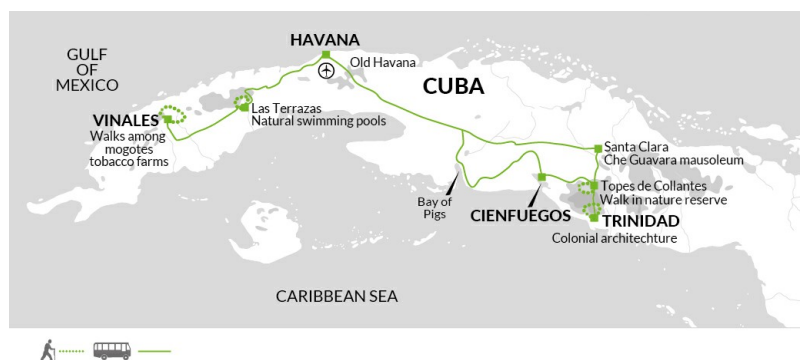 GULF
OF
MEXICO
HAVANA
Old Havana
CUBA
VINALES
Walks among
mogotes
tobacco farms
Las Terrazas
Natural swimming pools
Santa Clara
Che Guavara mausoleum
Bay of
Pigs
CIENFUEGOS
Topes de Collantes
Walk in nature reserve
TRINIDAD
Colonial architechture
CARIBBEAN SEA